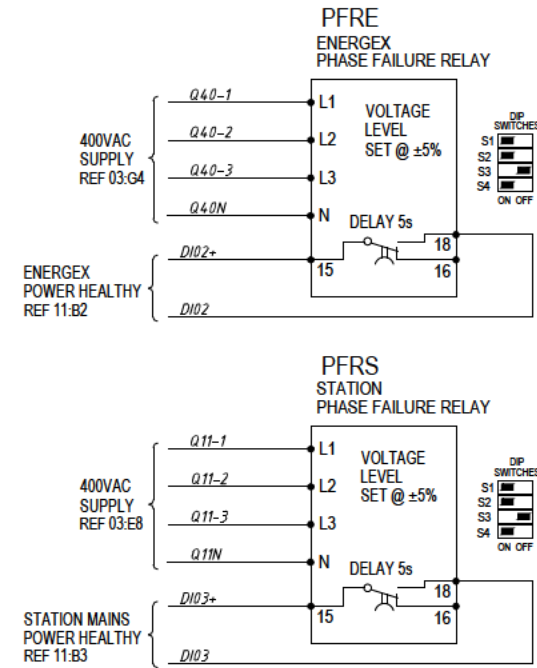 PFRE
ENERGEX
PHASE FAILURE RELAY
400VAC
SUPPLY
REF 03:G4
Q40-1
Q40-2
Q40-3
Q40N
L1
L2
L3
N
VOLTAGE
LEVEL
SET @ ±5%
DELAY 5s
DIP
SWITCHES
S1
S2
S3
S4
ON OFF
ENERGEX
POWER HEALTHY
REF 11:B2
DI02+
DI02
15
18
16
PFRS
STATION
PHASE FAILURE RELAY
400VAC
SUPPLY
REF 03:E8
Q11-1
Q11-2
Q11-3
Q11N
L1
L2
L3
N
VOLTAGE
LEVEL
SET @ ±5%
DELAY 5s
DIP
SWITCHES
S1
S2
S3
S4
ON OFF
STATION MAINS
POWER HEALTHY
REF 11:B3
DI03+
DI03
15
18
16